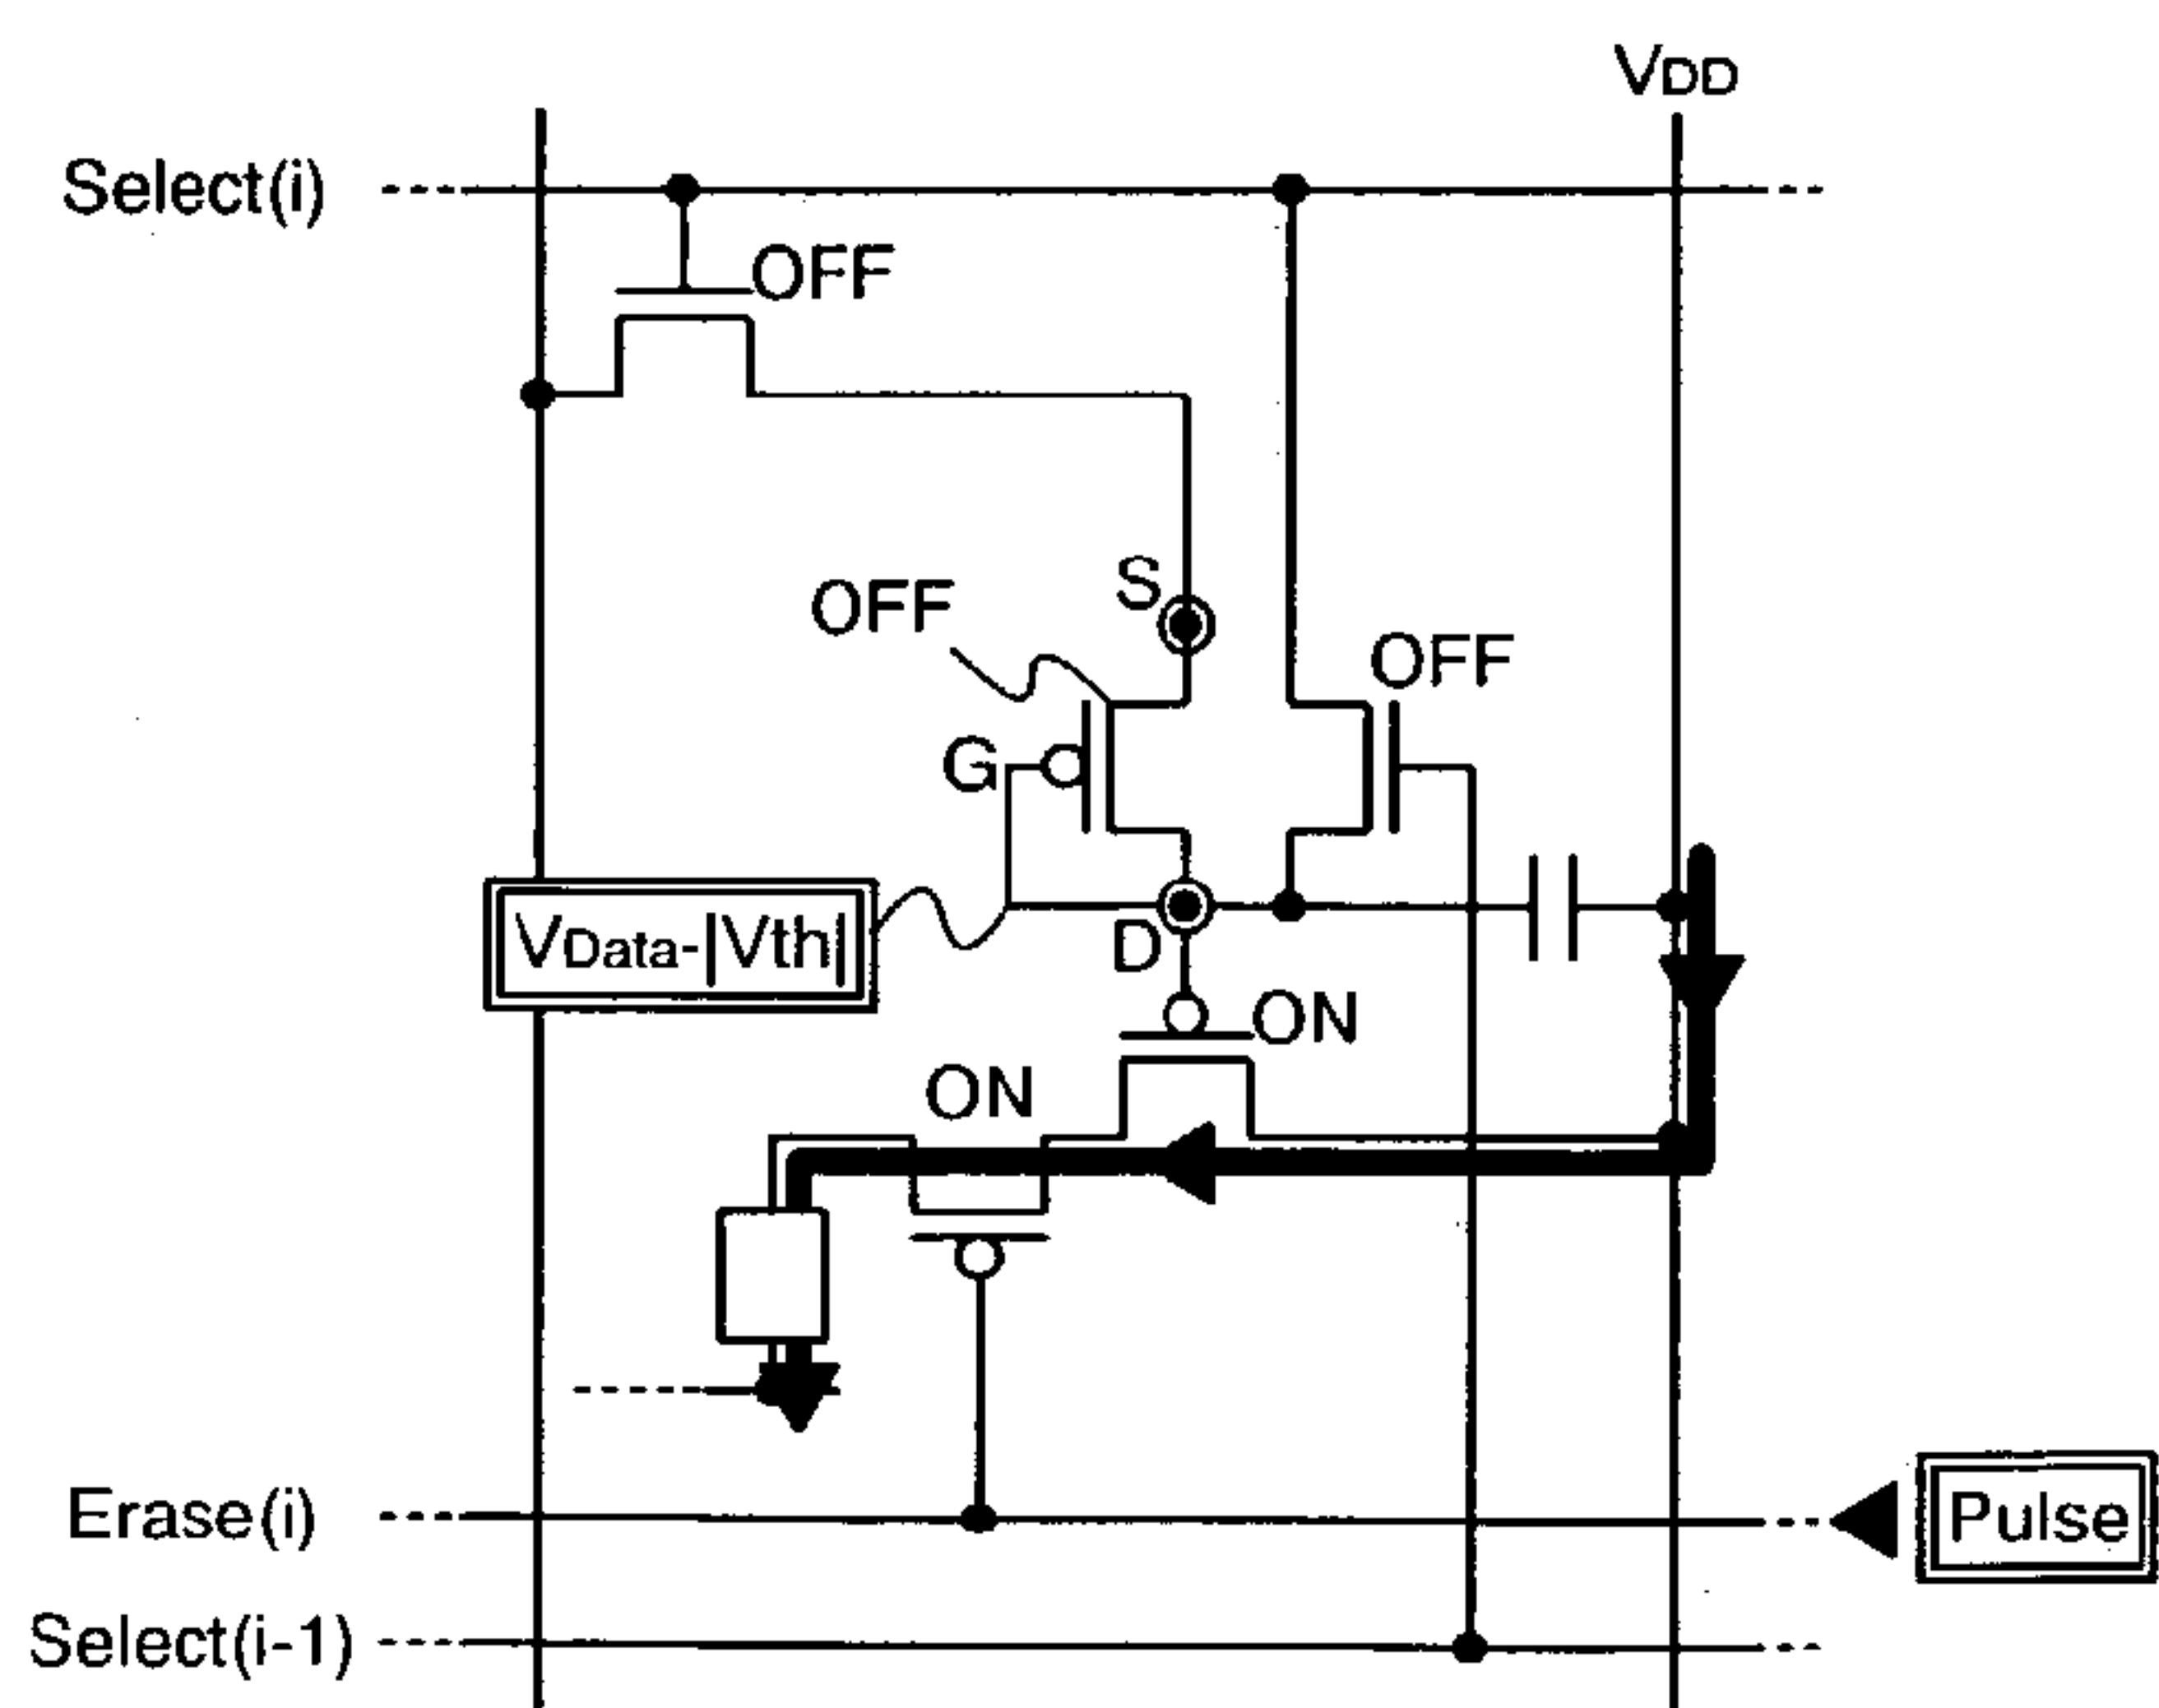 VDD
Select(i)
OFF
S
OFF
OFF
G
VData-|Vth|
D
ON
ON
Erase(i)
Pulse
Select(i-1)